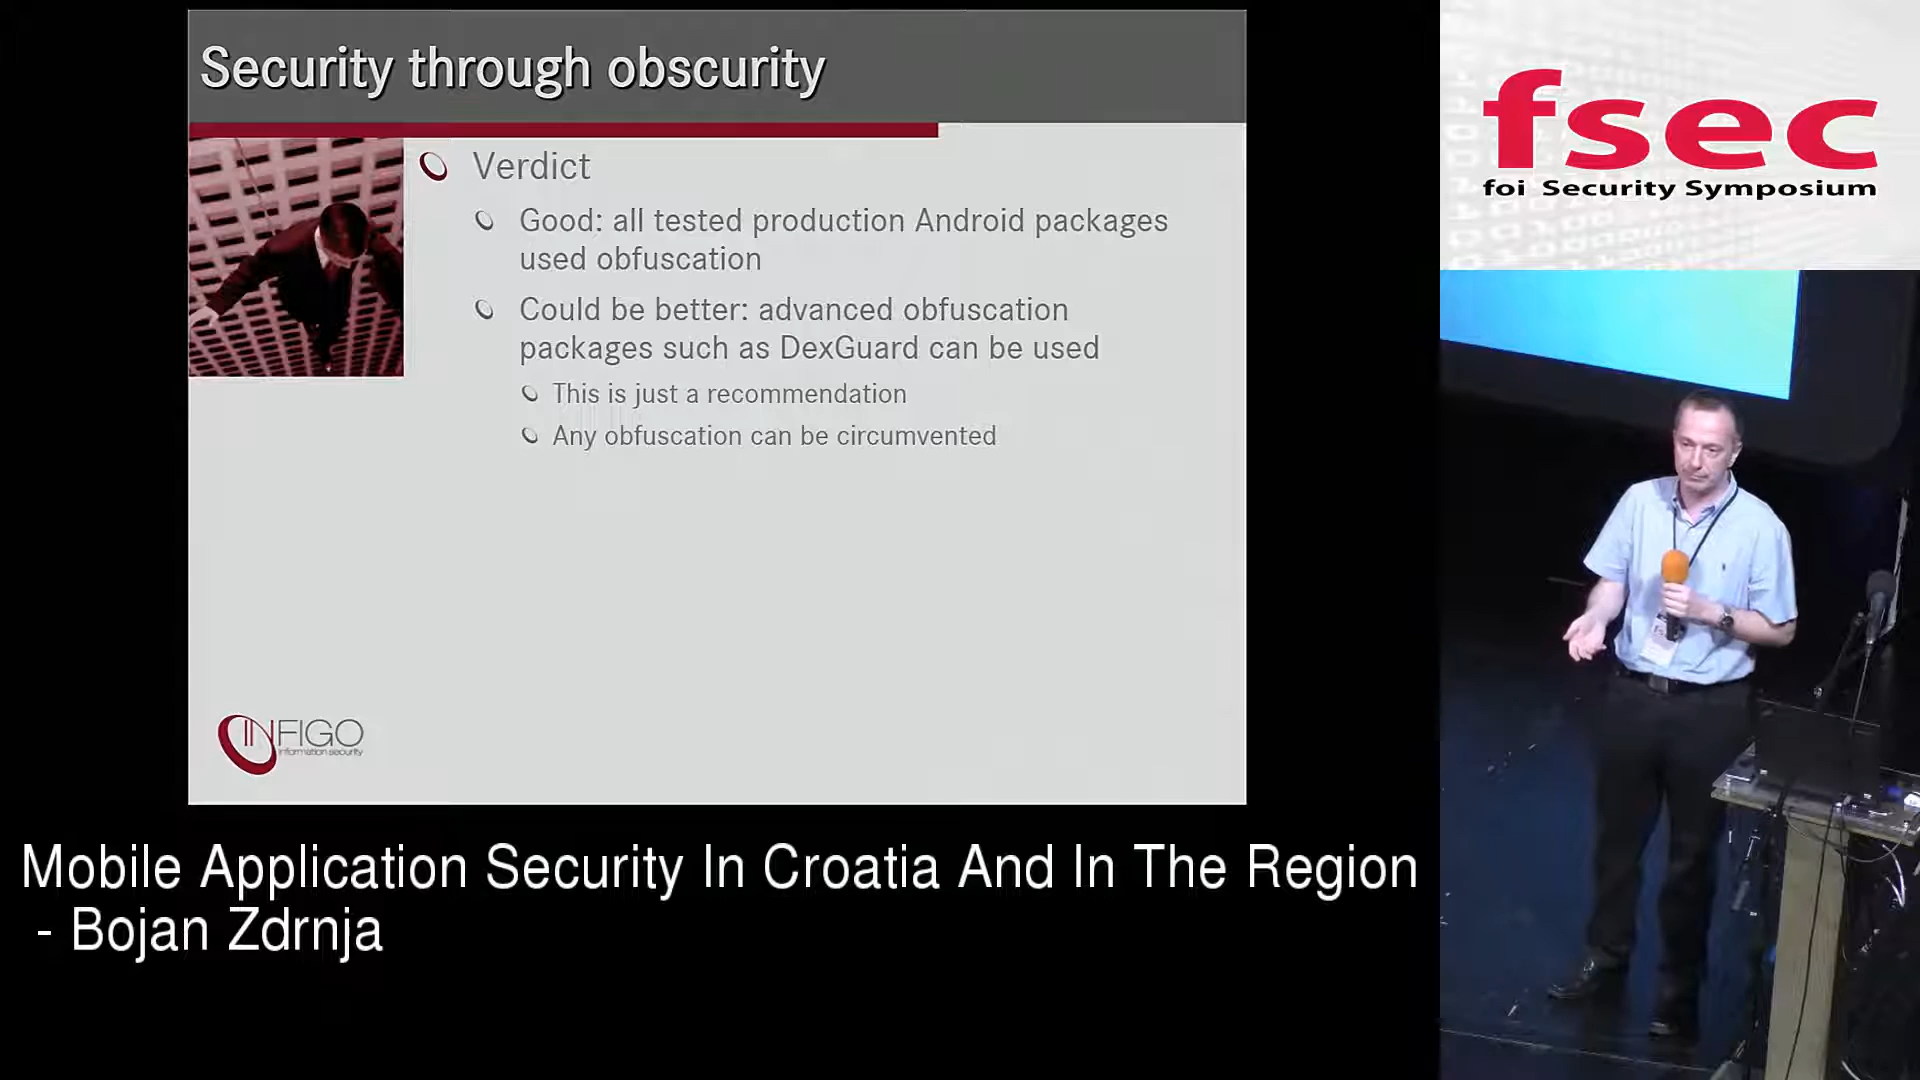 Security through obscurity
Verdict
Good: all tested production Android packages
used obfuscation
Could be better: advanced obfuscation
packages such as DexGuard can be used
This is just a recommendation
Any obfuscation can be circumvented
INFIGO
information security
fsec
foi Security Symposium
Mobile Application Security In Croatia And In The Region
- Bojan Zdrnja